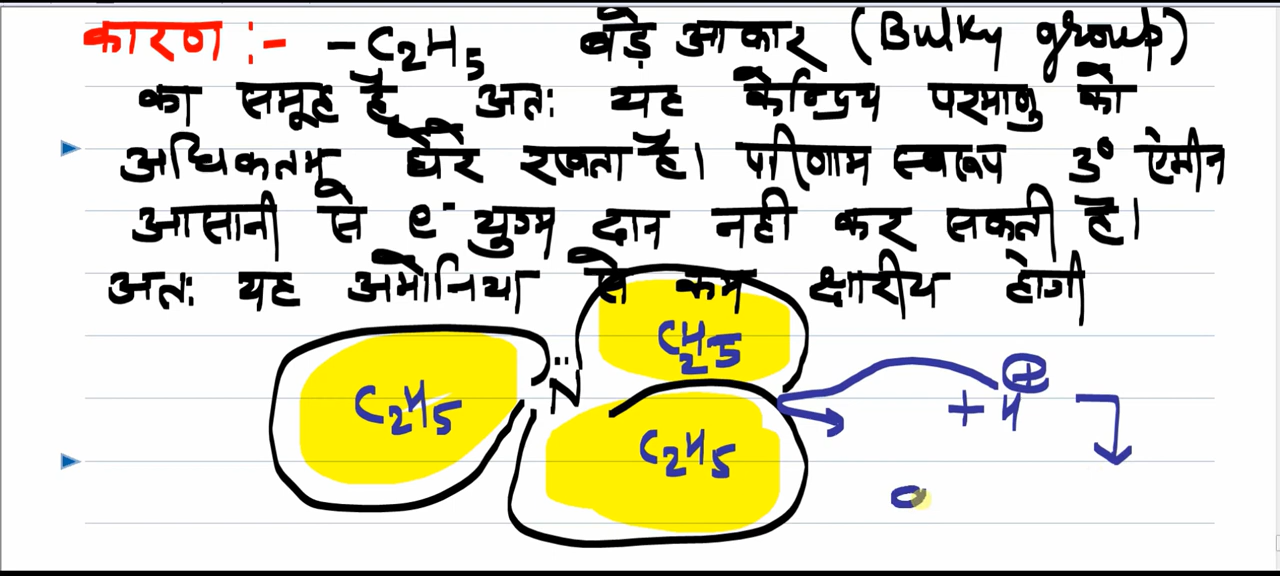 कारण :- -C2H5 बड़े आकार (Bulky group)
का समूह है, अतः यह केन्द्रिय परमाणु को
अधिकतम घेरे रखता है। परीणाम स्वरूप 3° ऐमीन
आसानी से e- युग्म दान नही कर सकती है।
अतः यह अमोनिया से कम क्षारीय होगी
C2H5
C2H5 N̈ + H⊕
C2H5